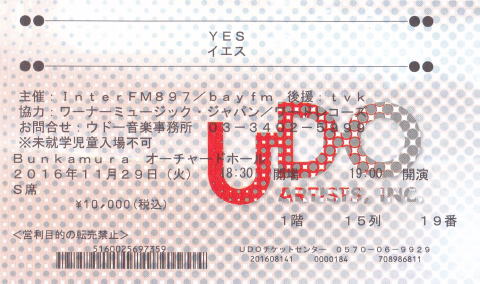 YES
イエス
主催：InterFM897／bayfm 後援：tvk
協力：ワーナーミュージック・ジャパン／
お問合せ：ウドー音楽事務所 03-3402-5999
※未就学児童入場不可
Bunkamura オーチャードホール
2016年11月29日（火） 18:30 開場 19:00 開演
S席
¥10,000(税込)
UDO
ARTISTS, INC.
1階 15列 19番
＜営利目的の転売禁止＞
5160025697359
UDOチケットセンター 0570-06-9929
201608141 0000184 708986811